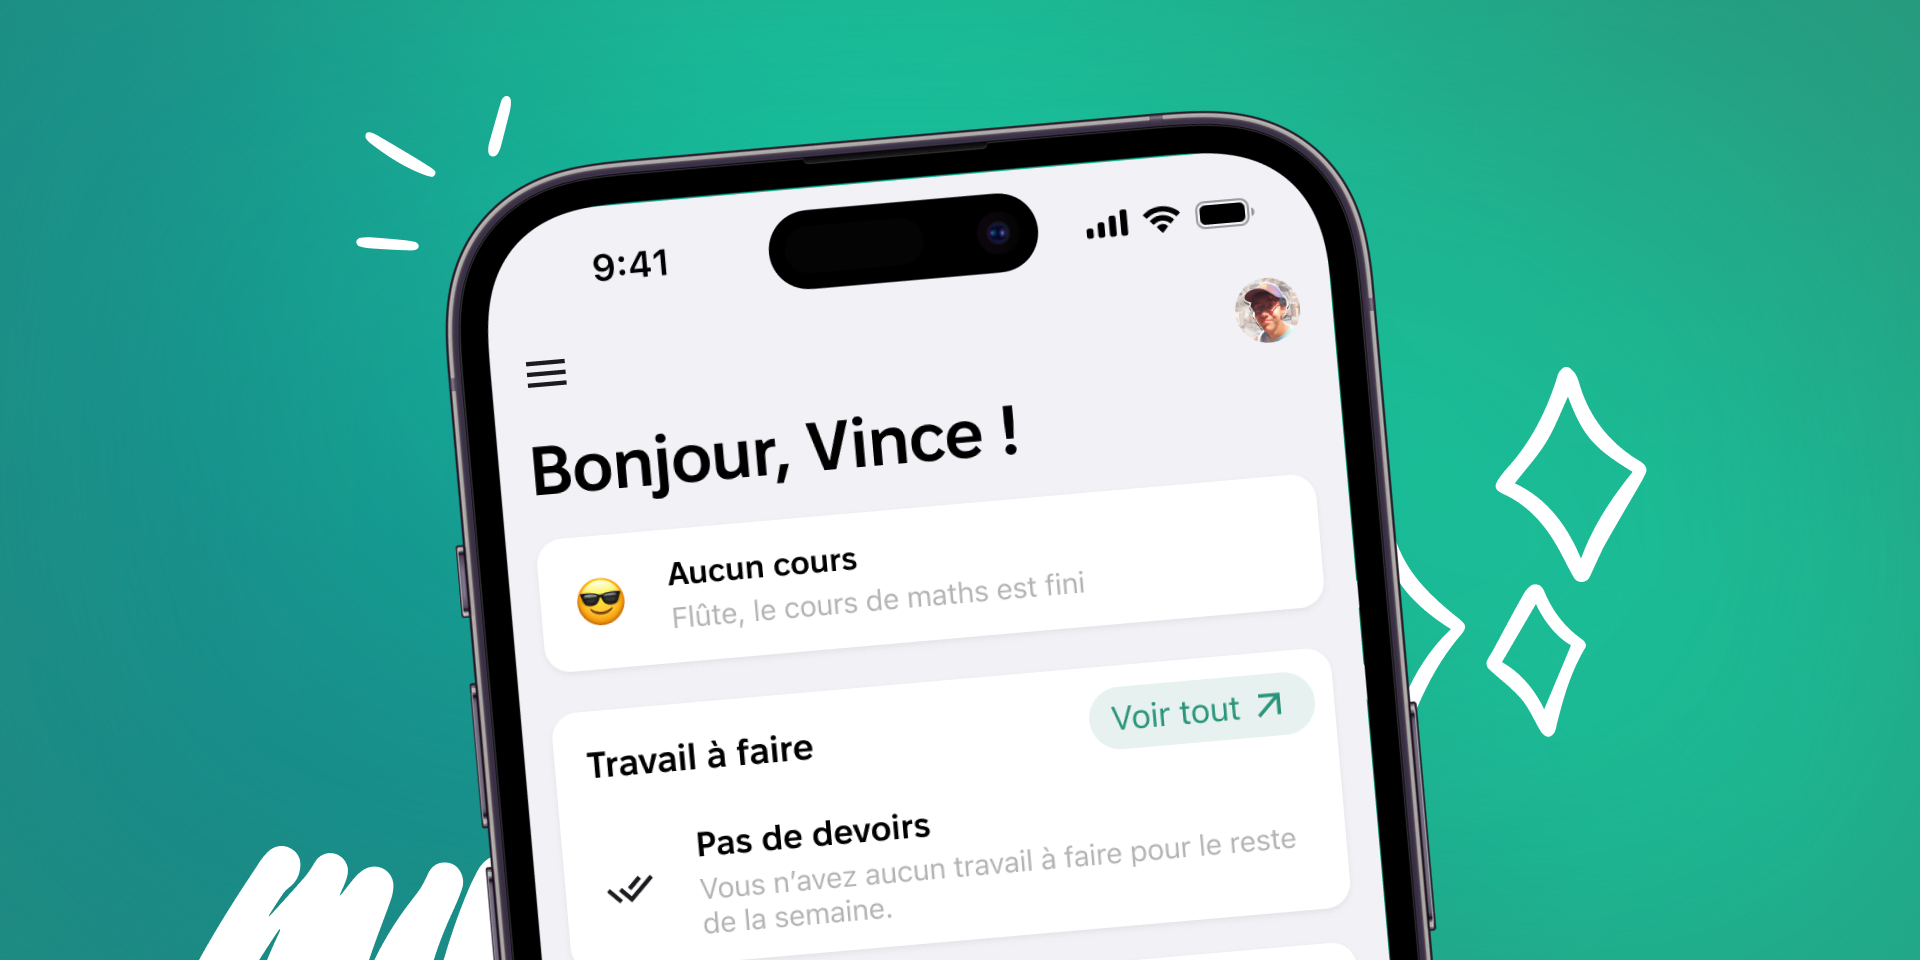 9:41
Bonjour, Vince !
Aucun cours
Flûte, le cours de maths est fini
Voir tout
Travail à faire
Pas de devoirs
Vous n’avez aucun travail à faire pour le reste
de la semaine.